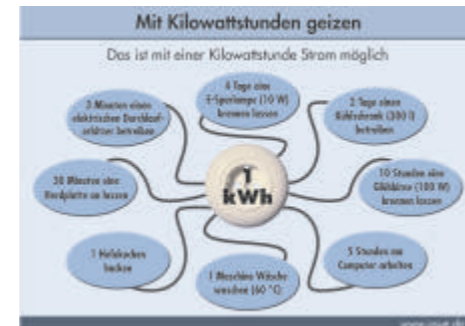 Mit Kilowattstunden geizen
Das ist mit einer Kilowattstunde Strom möglich
4 Tage eine
E-Sparlampe (10 W)
brennen lassen
3 Minuten einen
elektrischen Durchlauf-
erhitzer betreiben
2 Tage einen
Kühlschrank (300 l)
betreiben
30 Minuten eine
Herdplatte an lassen
1
kWh
10 Stunden eine
Glühbirne (100 W)
brennen lassen
1 Hefekuchen
backen
1 Maschine Wäsche
waschen (60 °C)
5 Stunden am
Computer arbeiten